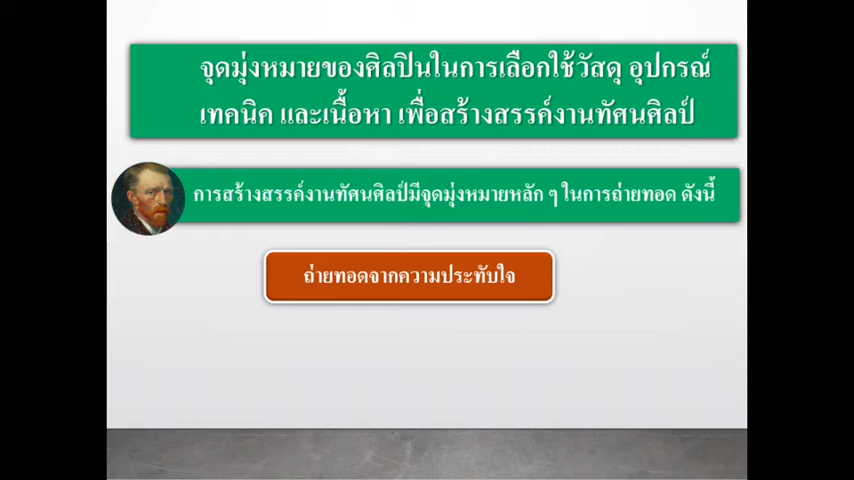 จุดมุ่งหมายของศิลปินในการเลือกใช้วัสดุ อุปกรณ์
เทคนิค และเนื้อหา เพื่อสร้างสรรค์งานทัศนศิลป์
การสร้างสรรค์งานทัศนศิลป์มีจุดมุ่งหมายหลัก ๆ ในการถ่ายทอด ดังนี้
ถ่ายทอดจากความประทับใจ